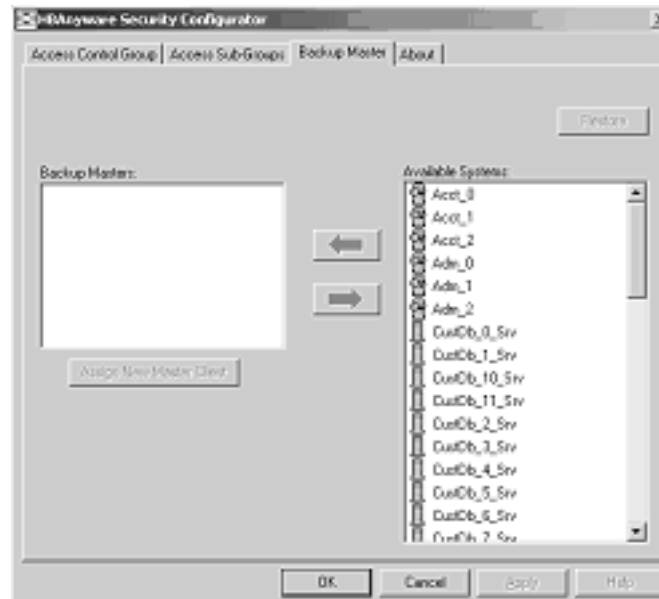 HBAnyware Security Configurator
Access Control Group
Access Sub-Groups
Backup Master
About
Restore
Backup Masters:
Available Systems:
Acct_0
Acct_1
Acct_2
Adm_0
Adm_1
Adm_2
CustDb_0_Srv
CustDb_1_Srv
CustDb_10_Srv
CustDb_11_Srv
CustDb_2_Srv
CustDb_3_Srv
CustDb_4_Srv
CustDb_5_Srv
CustDb_6_Srv
CustDb_7_Srv
Assign New Master Client
OK
Cancel
Apply
Help